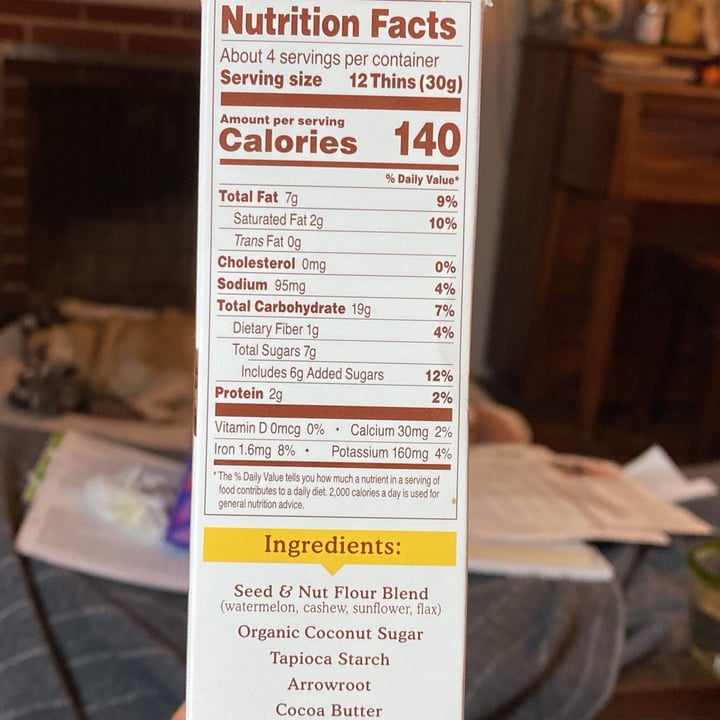 Nutrition Facts
About 4 servings per container
Serving size 12 Thins (30g)
Amount per serving
Calories 140
% Daily Value*
Total Fat 7g 9%
Saturated Fat 2g 10%
Trans Fat 0g
Cholesterol 0mg 0%
Sodium 95mg 4%
Total Carbohydrate 19g 7%
Dietary Fiber 1g 4%
Total Sugars 7g
Includes 6g Added Sugars 12%
Protein 2g 2%
Vitamin D 0mcg 0% • Calcium 30mg 2%
Iron 1.6mg 8% • Potassium 160mg 4%
* The % Daily Value tells you how much a nutrient in a serving of
food contributes to a daily diet. 2,000 calories a day is used for
general nutrition advice.
Ingredients:
Seed & Nut Flour Blend
(watermelon, cashew, sunflower, flax)
Organic Coconut Sugar
Tapioca Starch
Arrowroot
Cocoa Butter